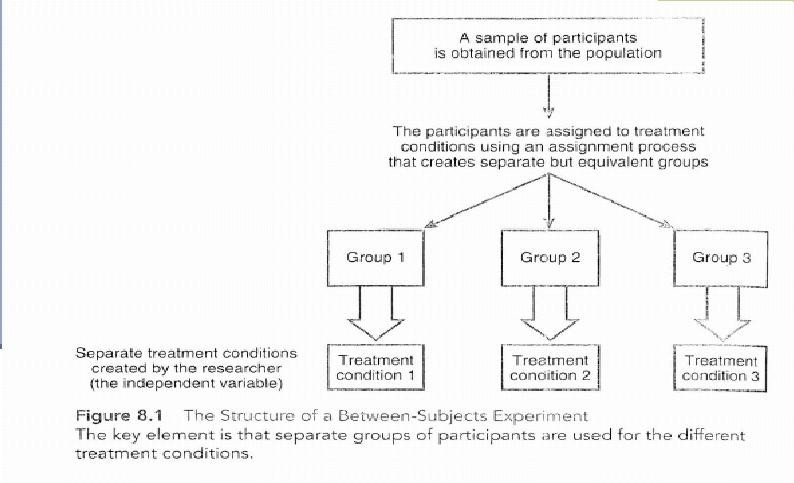 A sample of participants
is obtained from the population
The participants are assigned to treatment
conditions using an assignment process
that creates separate but equivalent groups
Group 1
Group 2
Group 3
Separate treatment conditions
created by the researcher
(the independent variable)
Treatment
condition 1
Treatment
condition 2
Treatment
condition 3
Figure 8.1 The Structure of a Between-Subjects Experiment
The key element is that separate groups of participants are used for the different
treatment conditions.